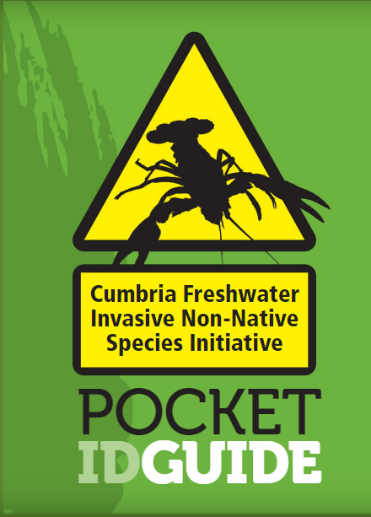 Cumbria Freshwater
Invasive Non-Native
Species Initiative
POCKET
IDGUIDE